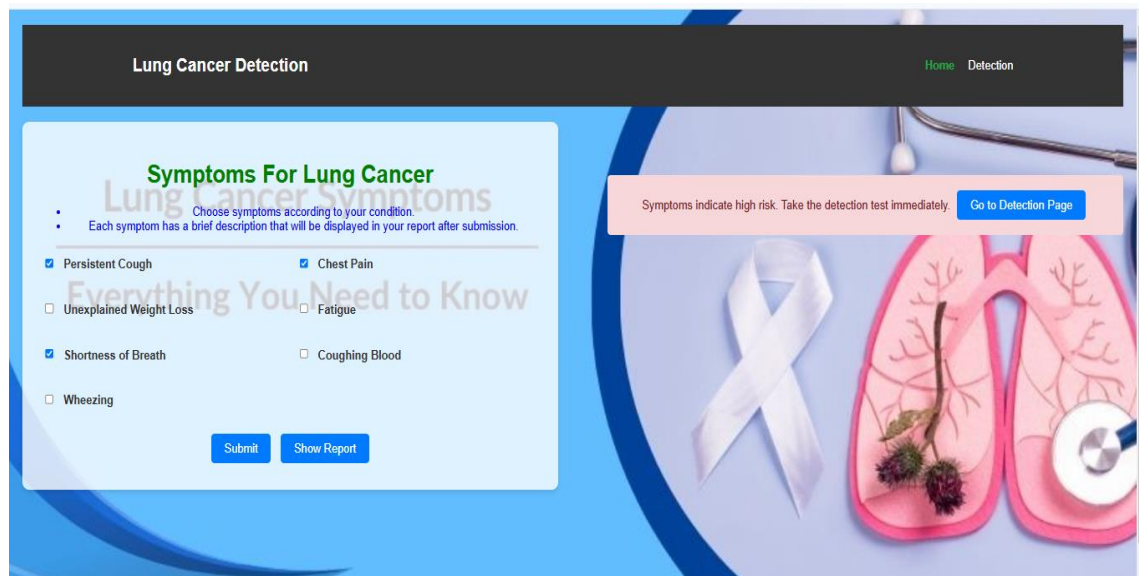 Lung Cancer Detection
Home Detection
Symptoms For Lung Cancer
Lung Cancer Symptoms
• Choose symptoms according to your condition.
• Each symptom has a brief description that will be displayed in your report after submission.
Persistent Cough Chest Pain
Everything You Need to Know
Unexplained Weight Loss Fatigue
Shortness of Breath Coughing Blood
Wheezing
Submit Show Report
Symptoms indicate high risk. Take the detection test immediately. Go to Detection Page